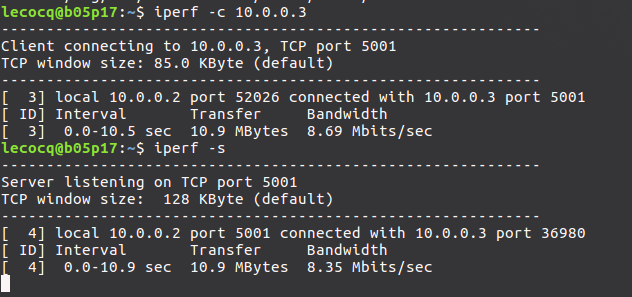 lecocq@b05p17:~$ iperf -c 10.0.0.3
------------------------------------------------------------
Client connecting to 10.0.0.3, TCP port 5001
TCP window size: 85.0 KByte (default)
------------------------------------------------------------
[  3] local 10.0.0.2 port 52026 connected with 10.0.0.3 port 5001
[ ID] Interval       Transfer     Bandwidth
[  3]  0.0-10.5 sec  10.9 MBytes  8.69 Mbits/sec
lecocq@b05p17:~$ iperf -s
------------------------------------------------------------
Server listening on TCP port 5001
TCP window size:  128 KByte (default)
------------------------------------------------------------
[  4] local 10.0.0.2 port 5001 connected with 10.0.0.3 port 36980
[ ID] Interval       Transfer     Bandwidth
[  4]  0.0-10.9 sec  10.9 MBytes  8.35 Mbits/sec